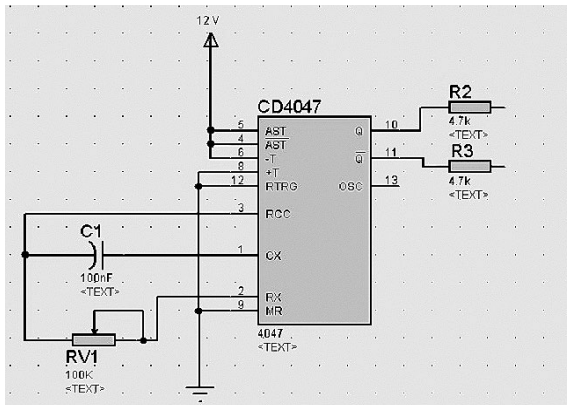 12 V
CD4047
5 AST Q 10
4 AST
6 -T Q 11
8 +T
12 RTRG OSC 13
3 RCC
1 CX
2 RX
9 MR
4047
<TEXT>
R2
4.7k
<TEXT>
R3
4.7k
<TEXT>
C1
100nF
<TEXT>
RV1
100K
<TEXT>